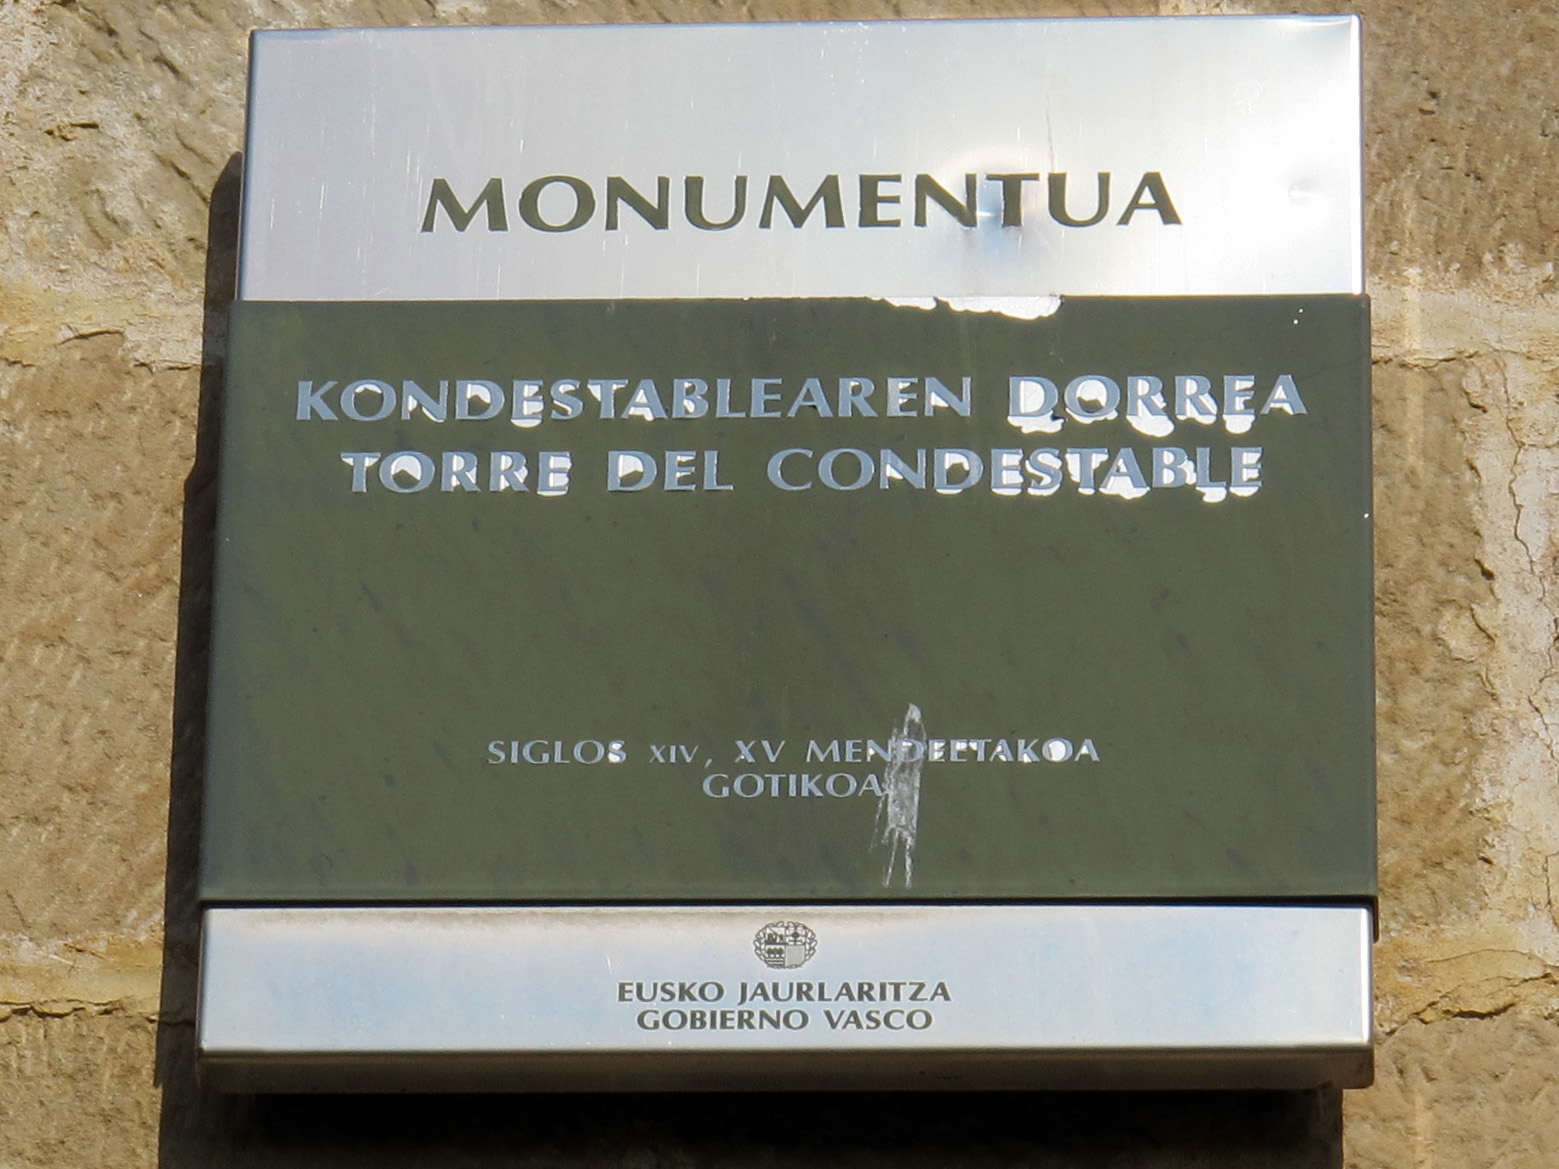 MONUMENTUA
KONDESTABLEAREN DORREA
TORRE DEL CONDESTABLE
SIGLOS XIV, XV MENDEETAKOA
GOTIKOA
EUSKO JAURLARITZA
GOBIERNO VASCO